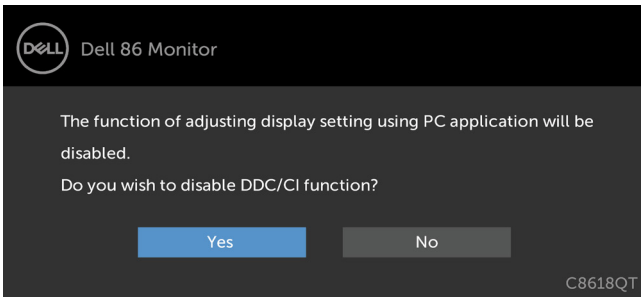 DELL Dell 86 Monitor
The function of adjusting display setting using PC application will be
disabled.
Do you wish to disable DDC/CI function?
Yes No
C8618QT